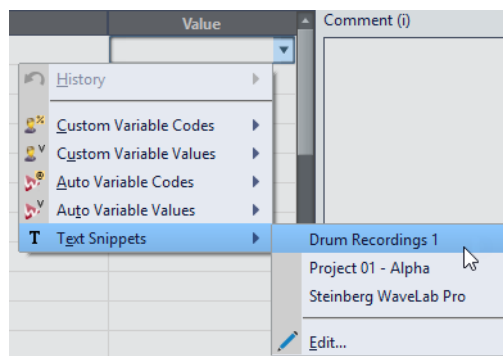 Value
Comment (i)
History
Custom Variable Codes
Custom Variable Values
Auto Variable Codes
Auto Variable Values
T Text Snippets
Drum Recordings 1
Project 01 - Alpha
Steinberg WaveLab Pro
Edit...